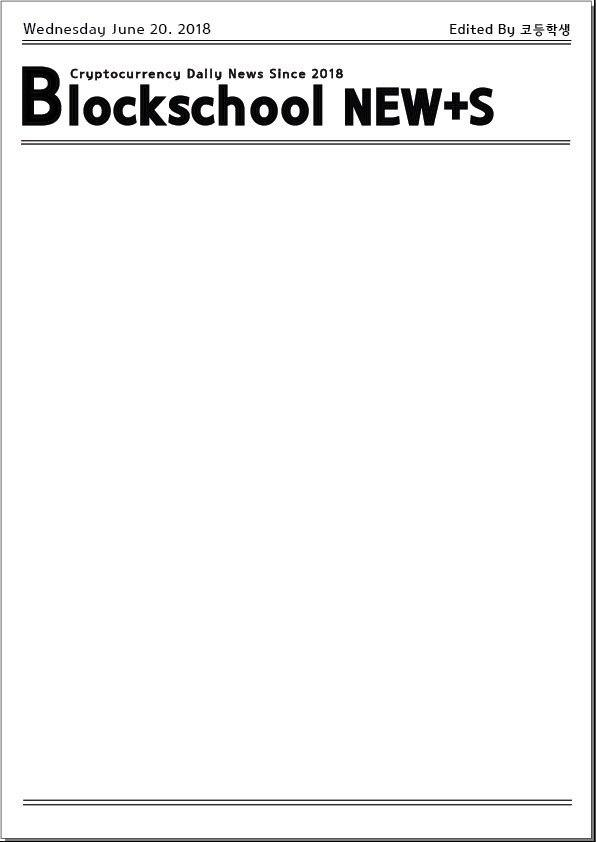 Wednesday June 20. 2018 Edited By 코등학생
Cryptocurrency Daily News Since 2018
Blockschool NEW+S